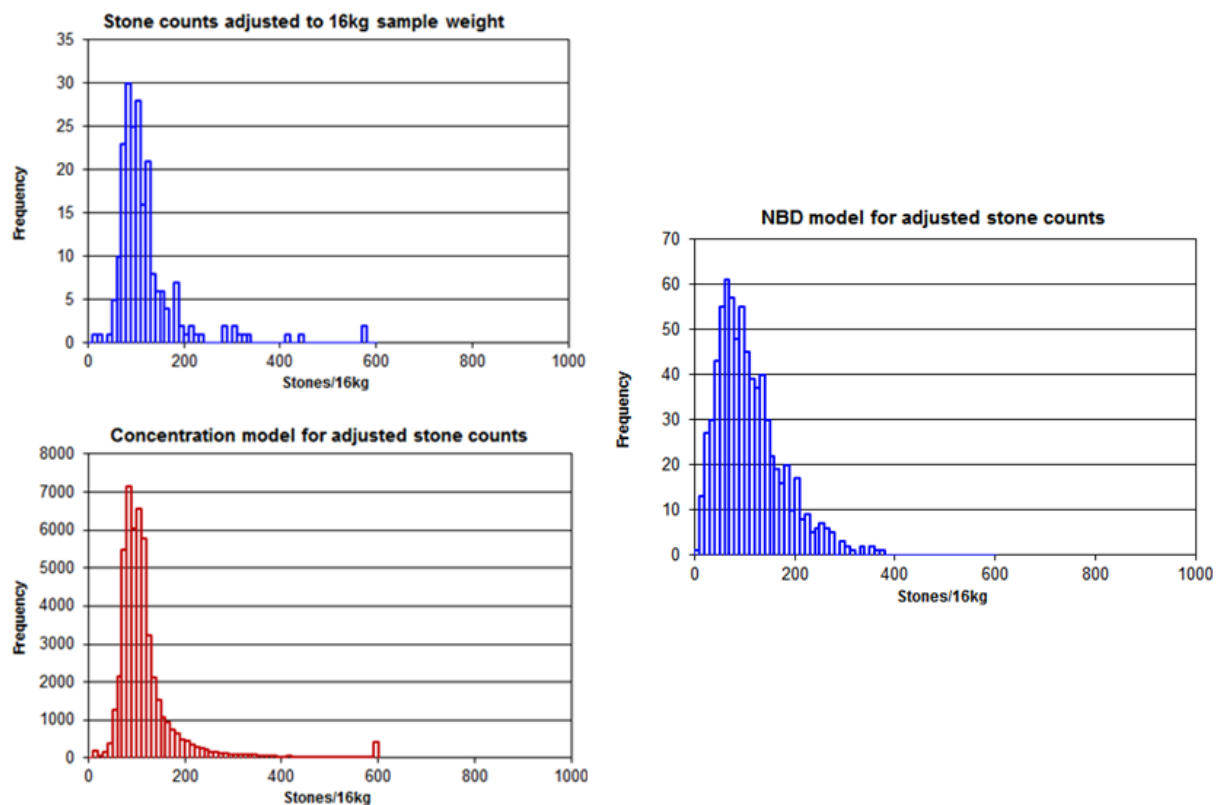 Stone counts adjusted to 16kg sample weight
35
30
25
20
15
10
5
0
Frequency
0 200 400 600 800 1000
Stones/16kg
Concentration model for adjusted stone counts
8000
7000
6000
5000
4000
3000
2000
1000
0
Frequency
0 200 400 600 800 1000
Stones/16kg
NBD model for adjusted stone counts
70
60
50
40
30
20
10
0
Frequency
0 200 400 600 800 1000
Stones/16kg